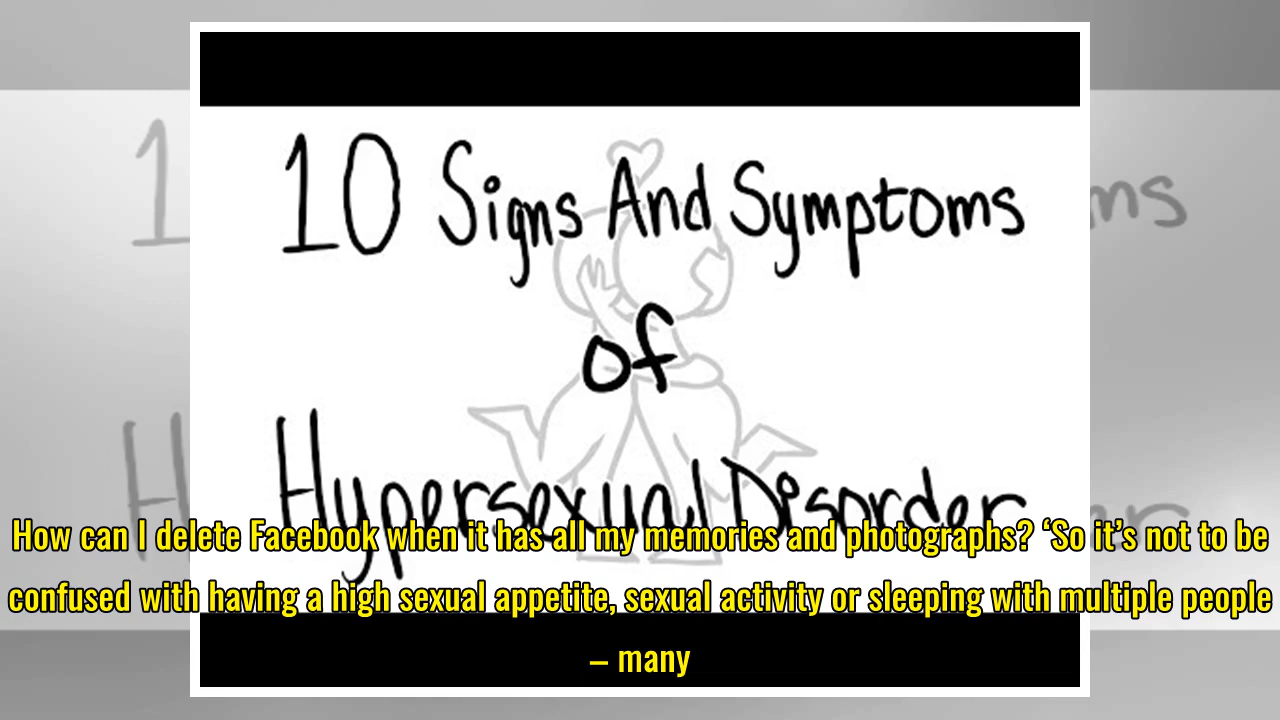 10 Signs And Symptoms
of
Hypersexual Disorder
How can I delete Facebook when it has all my memories and photographs? ‘So it’s not to be
confused with having a high sexual appetite, sexual activity or sleeping with multiple people
– many